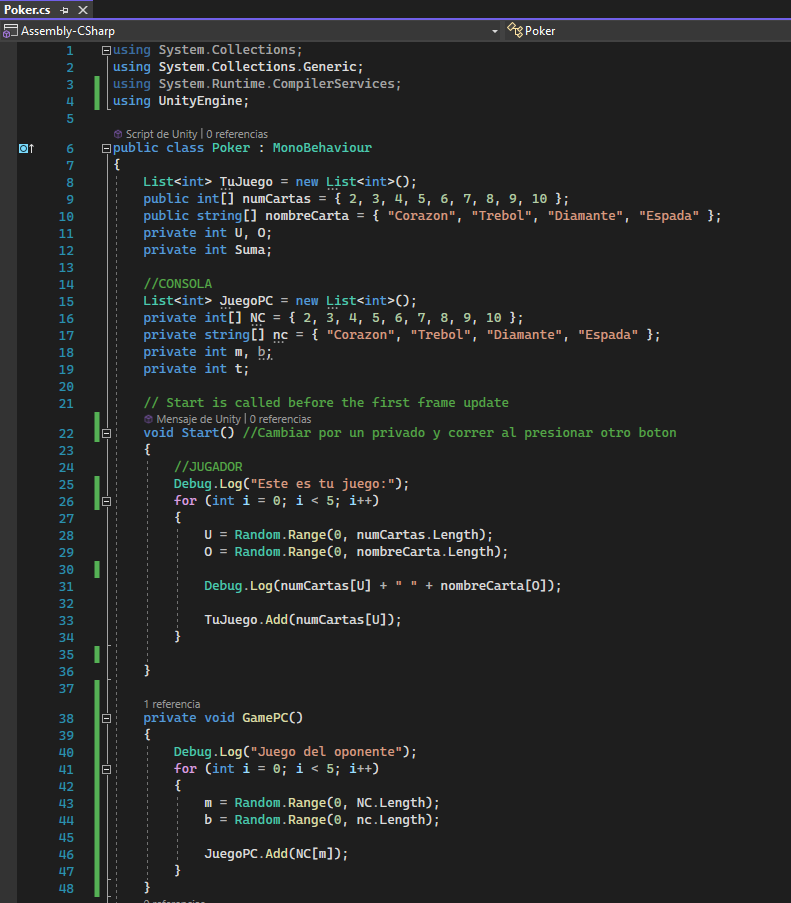 Poker.cs
Assembly-CSharp
Poker
1 using System.Collections;
2 using System.Collections.Generic;
3 using System.Runtime.CompilerServices;
4 using UnityEngine;
5
Script de Unity | 0 referencias
6 public class Poker : MonoBehaviour
7 {
8 List<int> TuJuego = new List<int>();
9 public int[] numCartas = { 2, 3, 4, 5, 6, 7, 8, 9, 10 };
10 public string[] nombreCarta = { "Corazon", "Trebol", "Diamante", "Espada" };
11 private int U, O;
12 private int Suma;
13
14 //CONSOLA
15 List<int> JuegoPC = new List<int>();
16 private int[] NC = { 2, 3, 4, 5, 6, 7, 8, 9, 10 };
17 private string[] nc = { "Corazon", "Trebol", "Diamante", "Espada" };
18 private int m, b;
19 private int t;
20
21 // Start is called before the first frame update
Mensaje de Unity | 0 referencias
22 void Start() //Cambiar por un privado y correr al presionar otro boton
23 {
24 //JUGADOR
25 Debug.Log("Este es tu juego:");
26 for (int i = 0; i < 5; i++)
27 {
28 U = Random.Range(0, numCartas.Length);
29 O = Random.Range(0, nombreCarta.Length);
30
31 Debug.Log(numCartas[U] + " " + nombreCarta[O]);
32
33 TuJuego.Add(numCartas[U]);
34 }
35
36 }
37
1 referencia
38 private void GamePC()
39 {
40 Debug.Log("Juego del oponente");
41 for (int i = 0; i < 5; i++)
42 {
43 m = Random.Range(0, NC.Length);
44 b = Random.Range(0, nc.Length);
45
46 JuegoPC.Add(NC[m]);
47 }
48 }